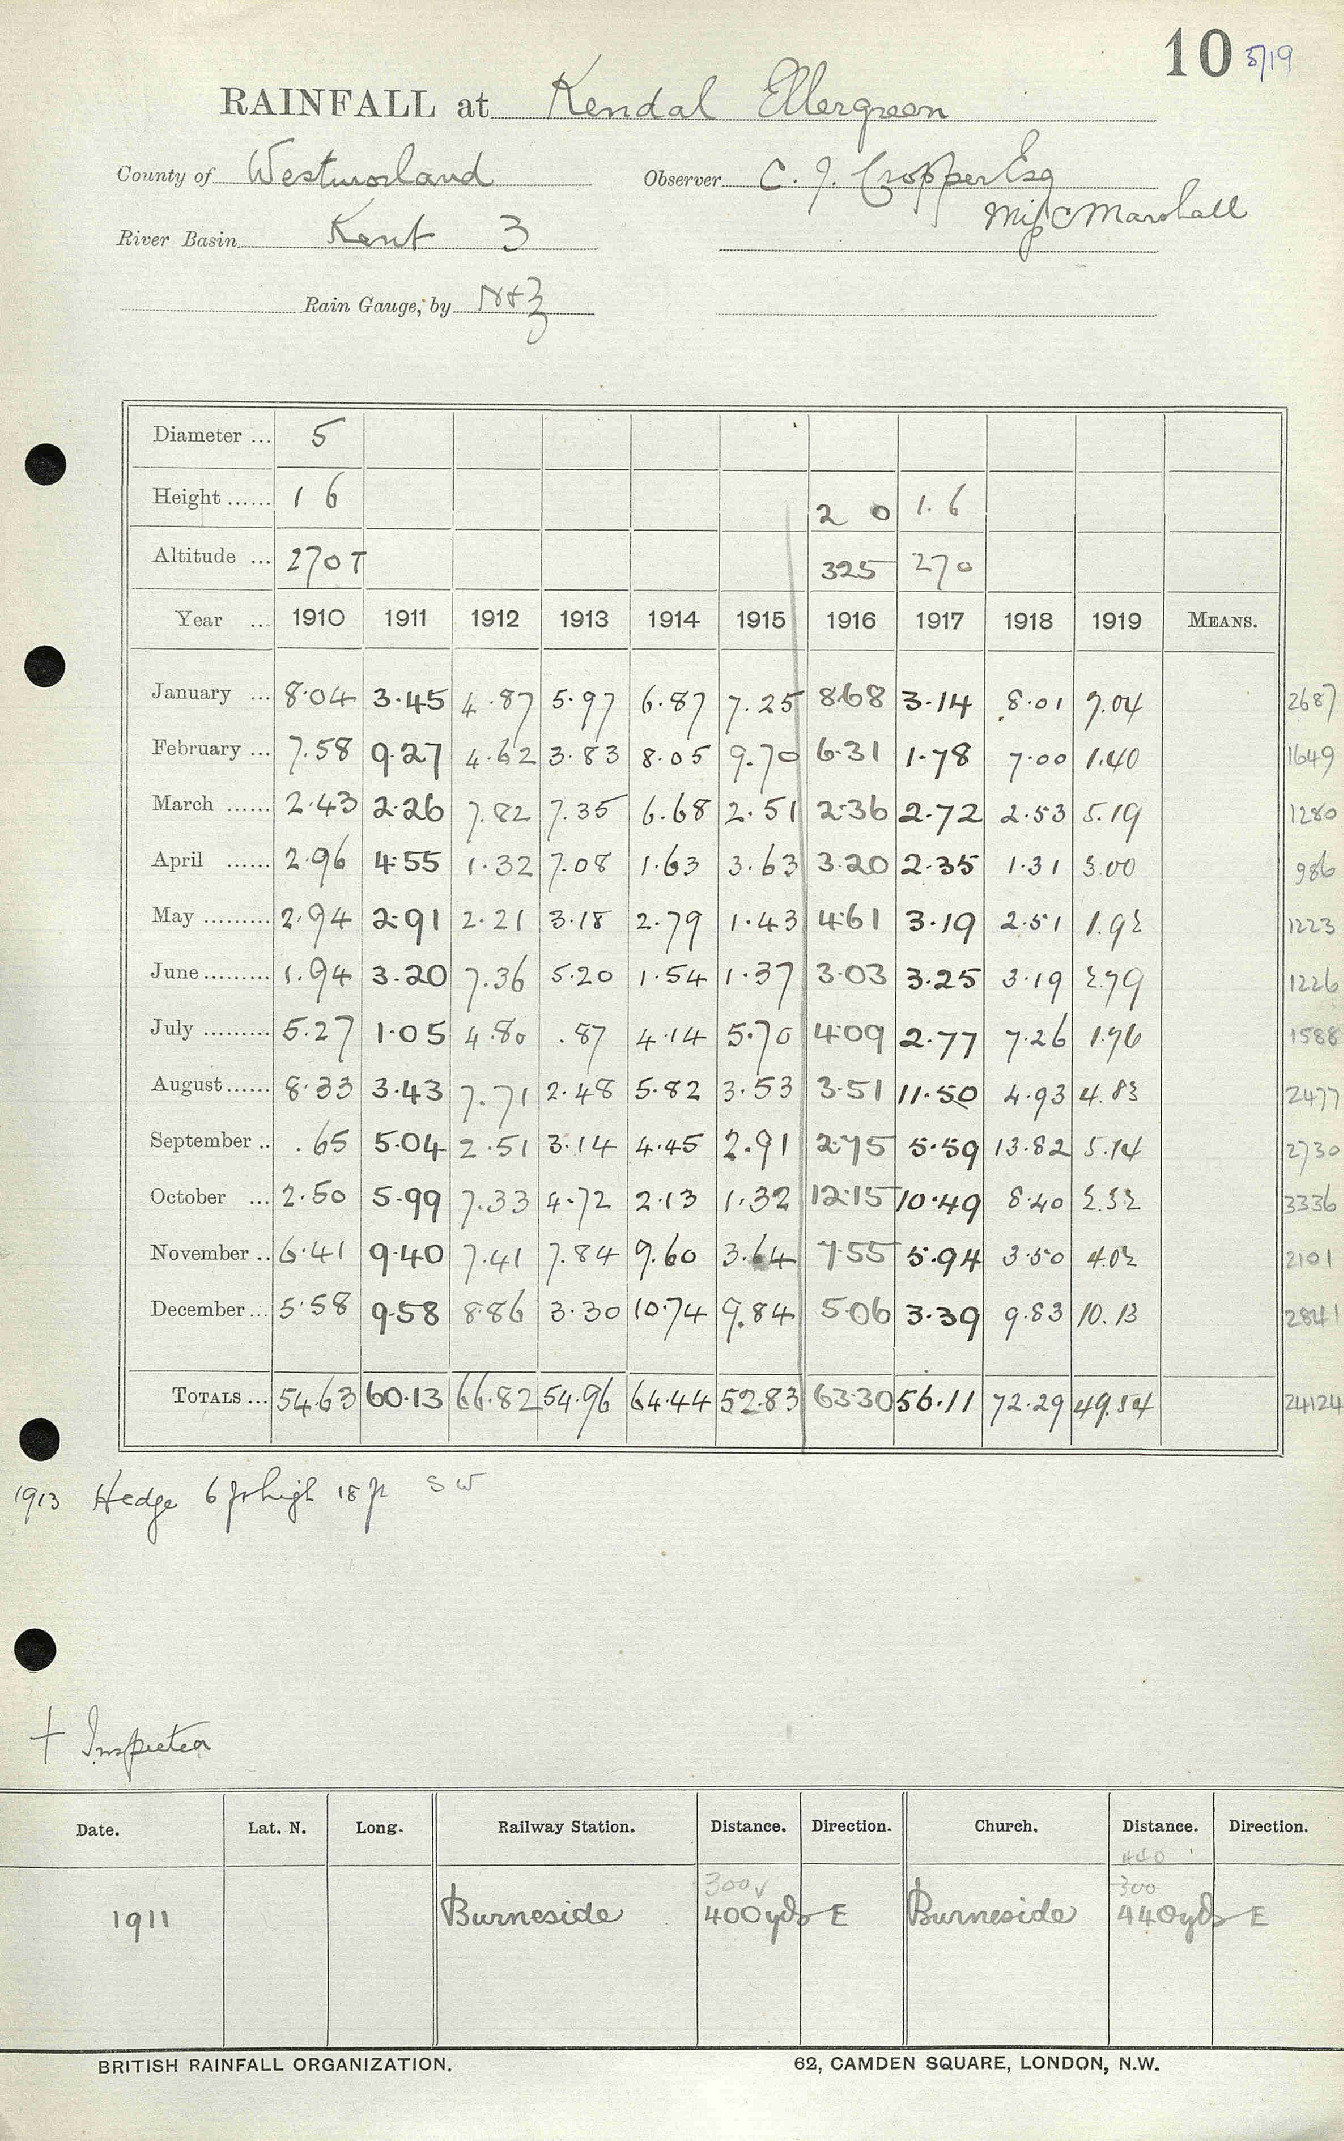 10 5/19
RAINFALL at Kendal Ellergreen
County of Westmorland Observer C. J. Cropper Esq
Miss C Marshall
River Basin Kent 3
Rain Gauge, by N+Z
Diameter ... 5
Height ...... 1 6 2 0 1.6
Altitude ... 270 T 325 270
Year ... 1910 1911 1912 1913 1914 1915 1916 1917 1918 1919 MEANS.
January ... 8.04 3.45 4.87 5.97 6.87 7.25 8.68 3.14 8.01 7.04 2687
February ... 7.58 9.27 4.62 3.83 8.05 9.70 6.31 1.78 7.00 1.40 1649
March ...... 2.43 2.26 7.82 7.35 6.68 2.51 2.36 2.72 2.53 5.19 1280
April ...... 2.96 4.55 1.32 7.08 1.63 3.63 3.20 2.35 1.31 3.00 986
May ......... 2.94 2.91 2.21 3.18 2.79 1.43 4.61 3.19 2.51 1.92 1223
June ......... 1.94 3.20 7.36 5.20 1.54 1.37 3.03 3.25 3.19 2.79 1226
July ......... 5.27 1.05 4.80 .87 4.14 5.70 4.09 2.77 7.26 1.76 1588
August ...... 8.33 3.43 7.71 2.48 5.82 3.53 3.51 11.50 4.93 4.83 2477
September .. .65 5.04 2.51 3.14 4.45 2.91 2.75 5.59 13.82 5.14 2730
October ... 2.50 5.99 7.33 4.72 2.13 1.32 12.15 10.49 8.40 2.32 3336
November .. 6.41 9.40 7.41 7.84 9.60 3.64 7.55 5.94 3.50 4.02 2101
December ... 5.58 9.58 8.86 3.30 10.74 9.84 5.06 3.39 9.83 10.13 2841
TOTALS ... 54.63 60.13 66.82 54.96 64.44 52.83 63.30 56.11 72.29 49.54 24124
1913 Hedge 6 ft high 18 ft SW
+ Inspected
Date. Lat. N. Long. Railway Station. Distance. Direction. Church. Distance. Direction.
440
300 300
1911 Burneside 400 yds E Burneside 440 yds E
BRITISH RAINFALL ORGANIZATION. 62, CAMDEN SQUARE, LONDON, N.W.